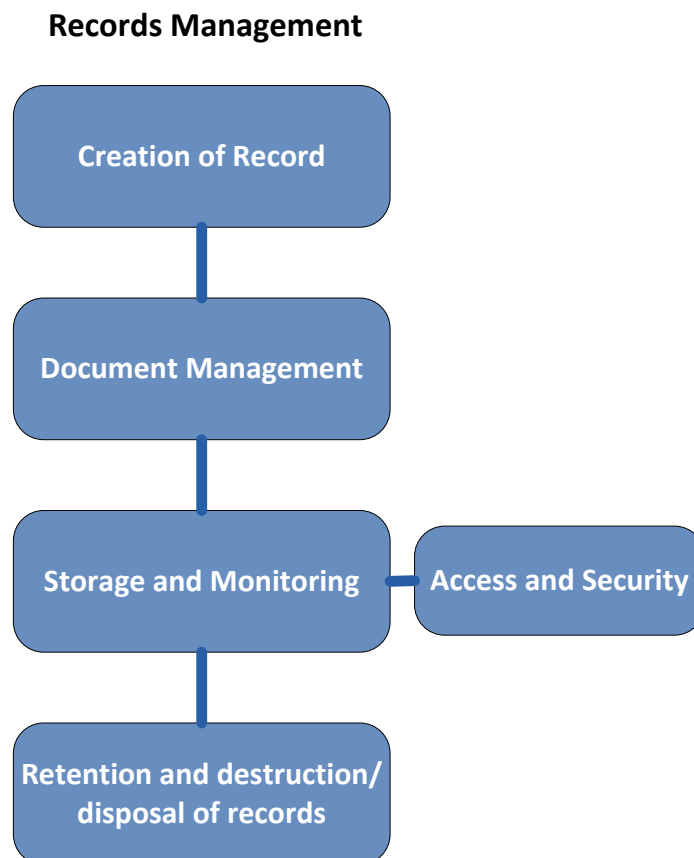 Records Management
Creation of Record
Document Management
Storage and Monitoring
Access and Security
Retention and destruction/
disposal of records